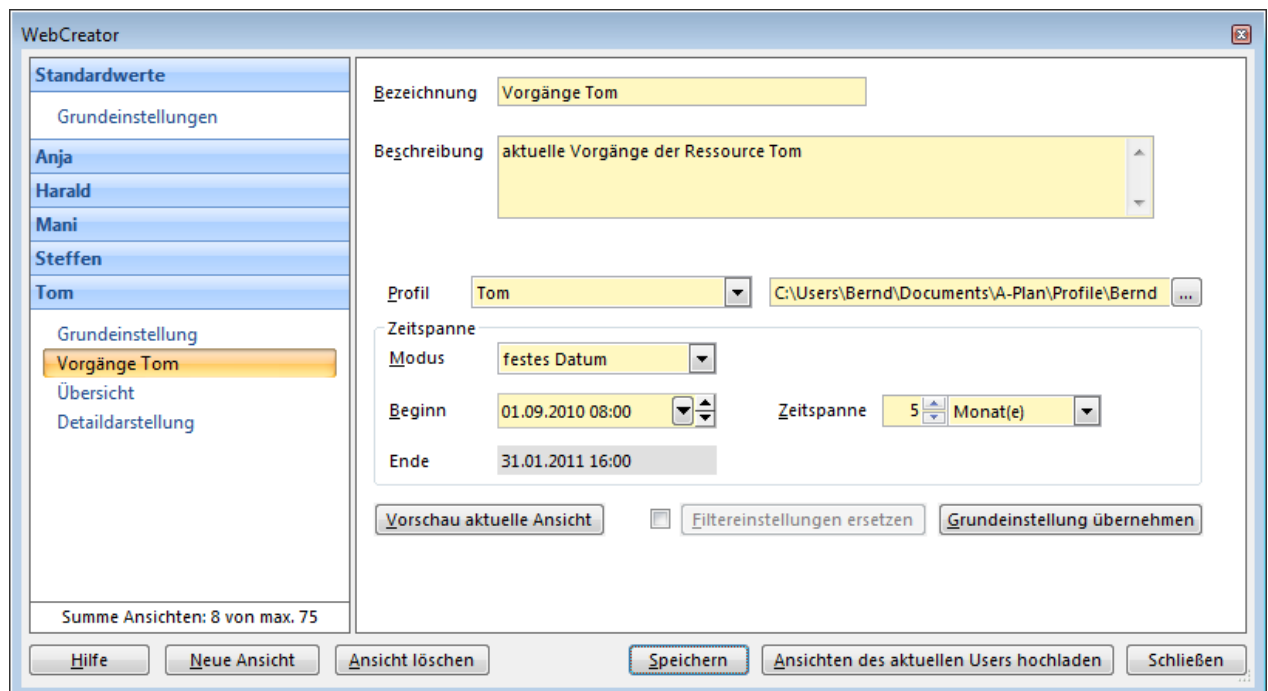 WebCreator
Standardwerte
Grundeinstellungen
Anja
Harald
Mani
Steffen
Tom
Grundeinstellung
Vorgänge Tom
Übersicht
Detaildarstellung
Summe Ansichten: 8 von max. 75
Bezeichnung Vorgänge Tom
Beschreibung aktuelle Vorgänge der Ressource Tom
Profil Tom C:\Users\Bernd\Documents\A-Plan\Profile\Bernd ...
Zeitspanne
Modus festes Datum
Beginn 01.09.2010 08:00 Zeitspanne 5 Monat(e)
Ende 31.01.2011 16:00
Vorschau aktuelle Ansicht Filtereinstellungen ersetzen Grundeinstellung übernehmen
Hilfe Neue Ansicht Ansicht löschen Speichern Ansichten des aktuellen Users hochladen Schließen